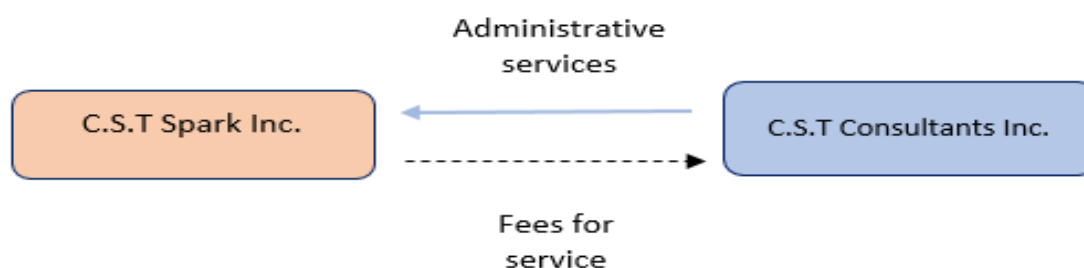 Administrative
services
C.S.T Spark Inc.
C.S.T Consultants Inc.
Fees for
service